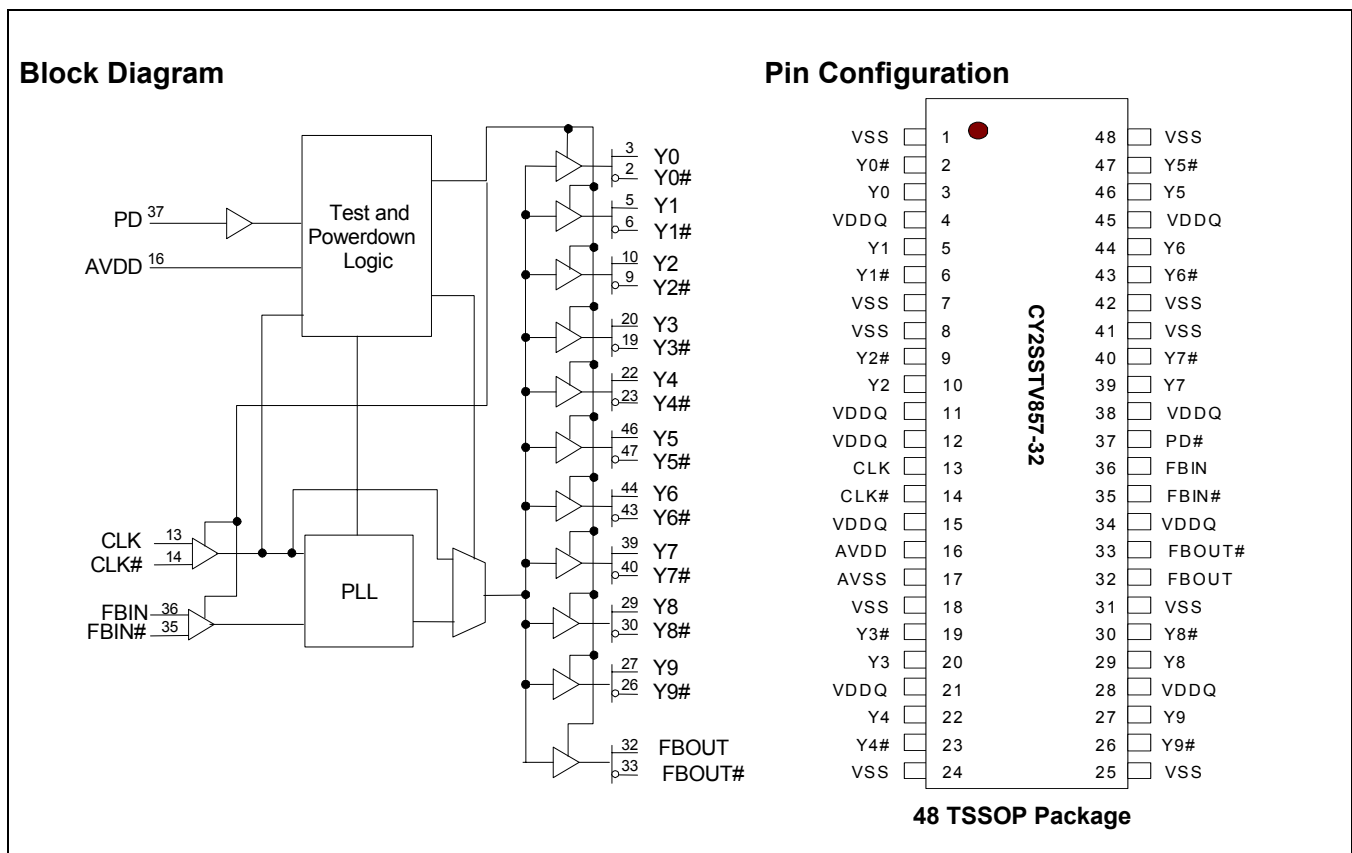 Block Diagram
PD 37
AVDD 16
Test and
Powerdown
Logic
CLK 13
CLK# 14
FBIN 36
FBIN# 35
PLL
3 Y0
2 Y0#
5 Y1
6 Y1#
10 Y2
9 Y2#
20 Y3
19 Y3#
22 Y4
23 Y4#
46 Y5
47 Y5#
44 Y6
43 Y6#
39 Y7
40 Y7#
29 Y8
30 Y8#
27 Y9
26 Y9#
32 FBOUT
33 FBOUT#
Pin Configuration
VSS 1 48 VSS
Y0# 2 47 Y5#
Y0 3 46 Y5
VDDQ 4 45 VDDQ
Y1 5 44 Y6
Y1# 6 43 Y6#
VSS 7 42 VSS
VSS 8 41 VSS
Y2# 9 40 Y7#
Y2 10 39 Y7
VDDQ 11 38 VDDQ
VDDQ 12 37 PD#
CLK 13 36 FBIN
CLK# 14 35 FBIN#
VDDQ 15 34 VDDQ
AVDD 16 33 FBOUT#
AVSS 17 32 FBOUT
VSS 18 31 VSS
Y3# 19 30 Y8#
Y3 20 29 Y8
VDDQ 21 28 VDDQ
Y4 22 27 Y9
Y4# 23 26 Y9#
VSS 24 25 VSS
CY2SSTV857-32
48 TSSOP Package